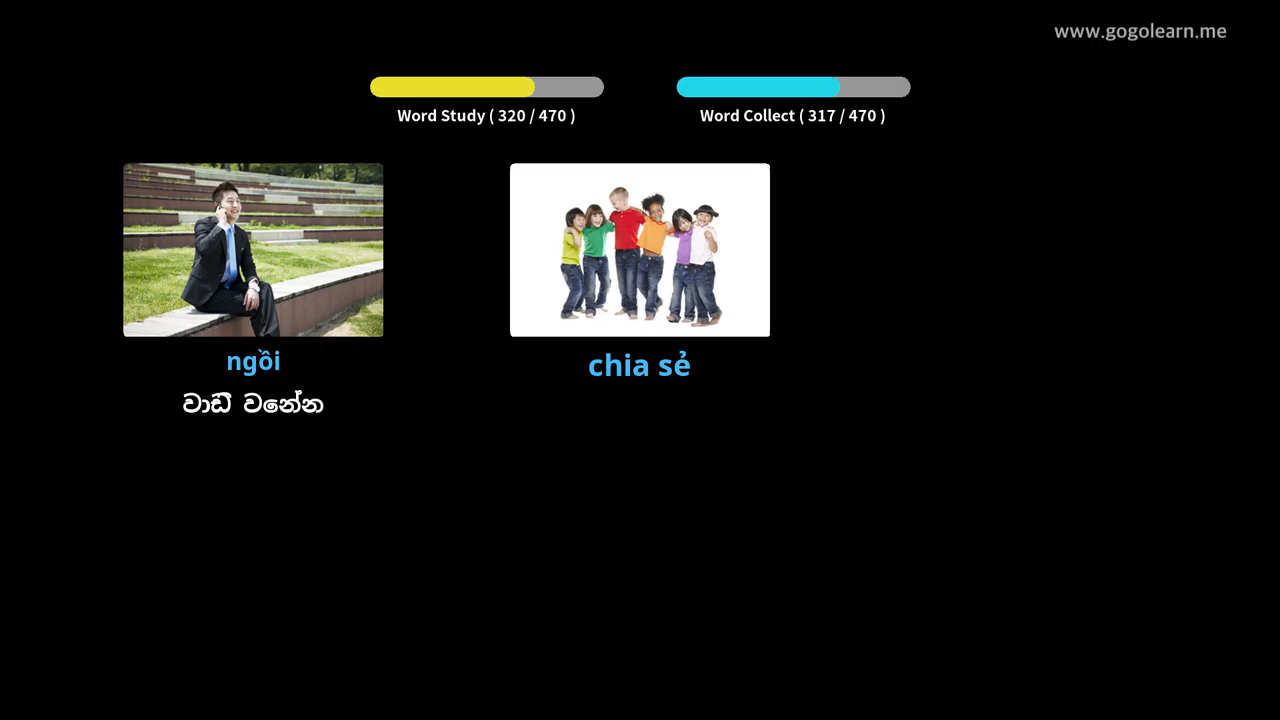 www.gogolearn.me
Word Study ( 320 / 470 )
Word Collect ( 317 / 470 )
ngồi
වාඩි වනේන
chia sẻ